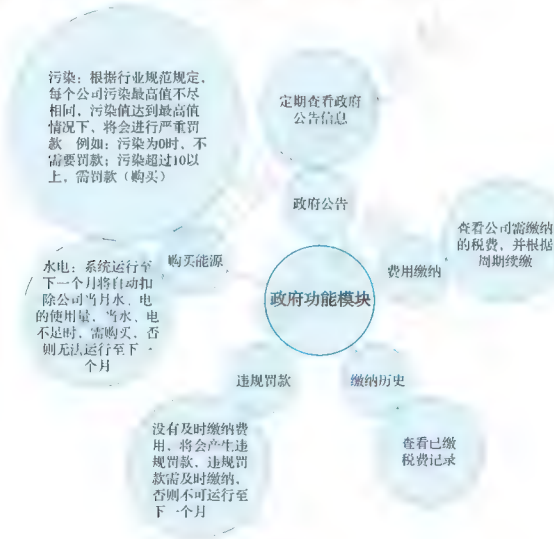 污染：根据行业规范规定，
每个公司污染最高值不尽
相同，污染值达到最高值
情况下、将会进行严重罚
款 例如：污染为0时、不
需要罚款；污染超过10以
上，需罚款（购买）
定期查看政府
公告信息
政府公告
查看公司需缴纳
的税费，并根据
周期续缴
费用缴纳
购买能源
水电：系统运行至
下一个月将自动扣
除公司当月水、电
的使用量，当水、电
不足时，需购买，否
则无法运行至下一
个月
政府功能模块
违规罚款
缴纳历史
没有及时缴纳费
用，将会产生违
规罚款，违规罚
款需及时缴纳，
否则不可运行至
下一个月
查看已缴
税费记录